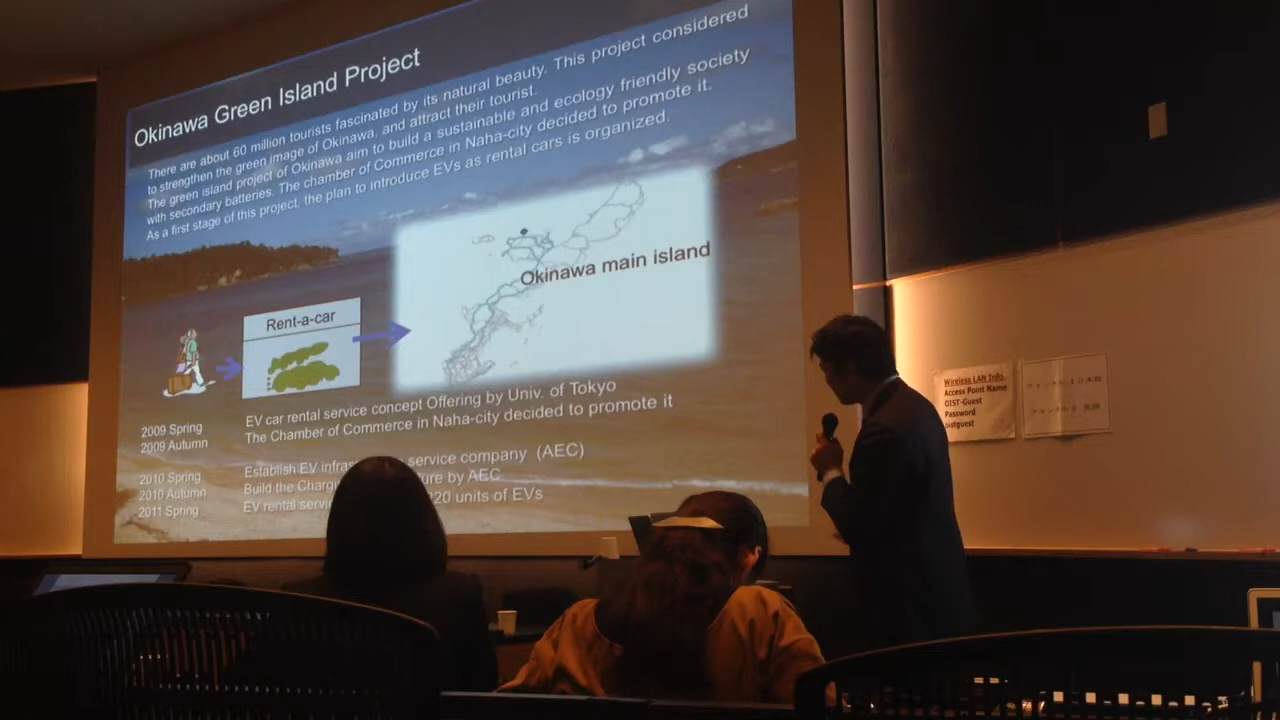 Okinawa Green Island Project
There are about 60 million tourists fascinated by its natural beauty. This project considered
to strengthen the green image of Okinawa, and attract their tourist.
The green island project of Okinawa aim to build a sustainable and ecology friendly society
with secondary batteries. The chamber of Commerce in Naha-city decided to promote it.
As a first stage of this project, the plan to introduce EVs as rental cars is organized.
Okinawa main island
Rent-a-car
2009 Spring EV car rental service concept Offering by Univ. of Tokyo
2009 Autumn The Chamber of Commerce in Naha-city decided to promote it
2010 Spring Establish EV service company (AEC)
2010 Autumn Build the by AEC
2011 Spring EV rental units of EVs
Wireless LAN Info.
Access Point Name
OIST-Guest
Password
oistguest